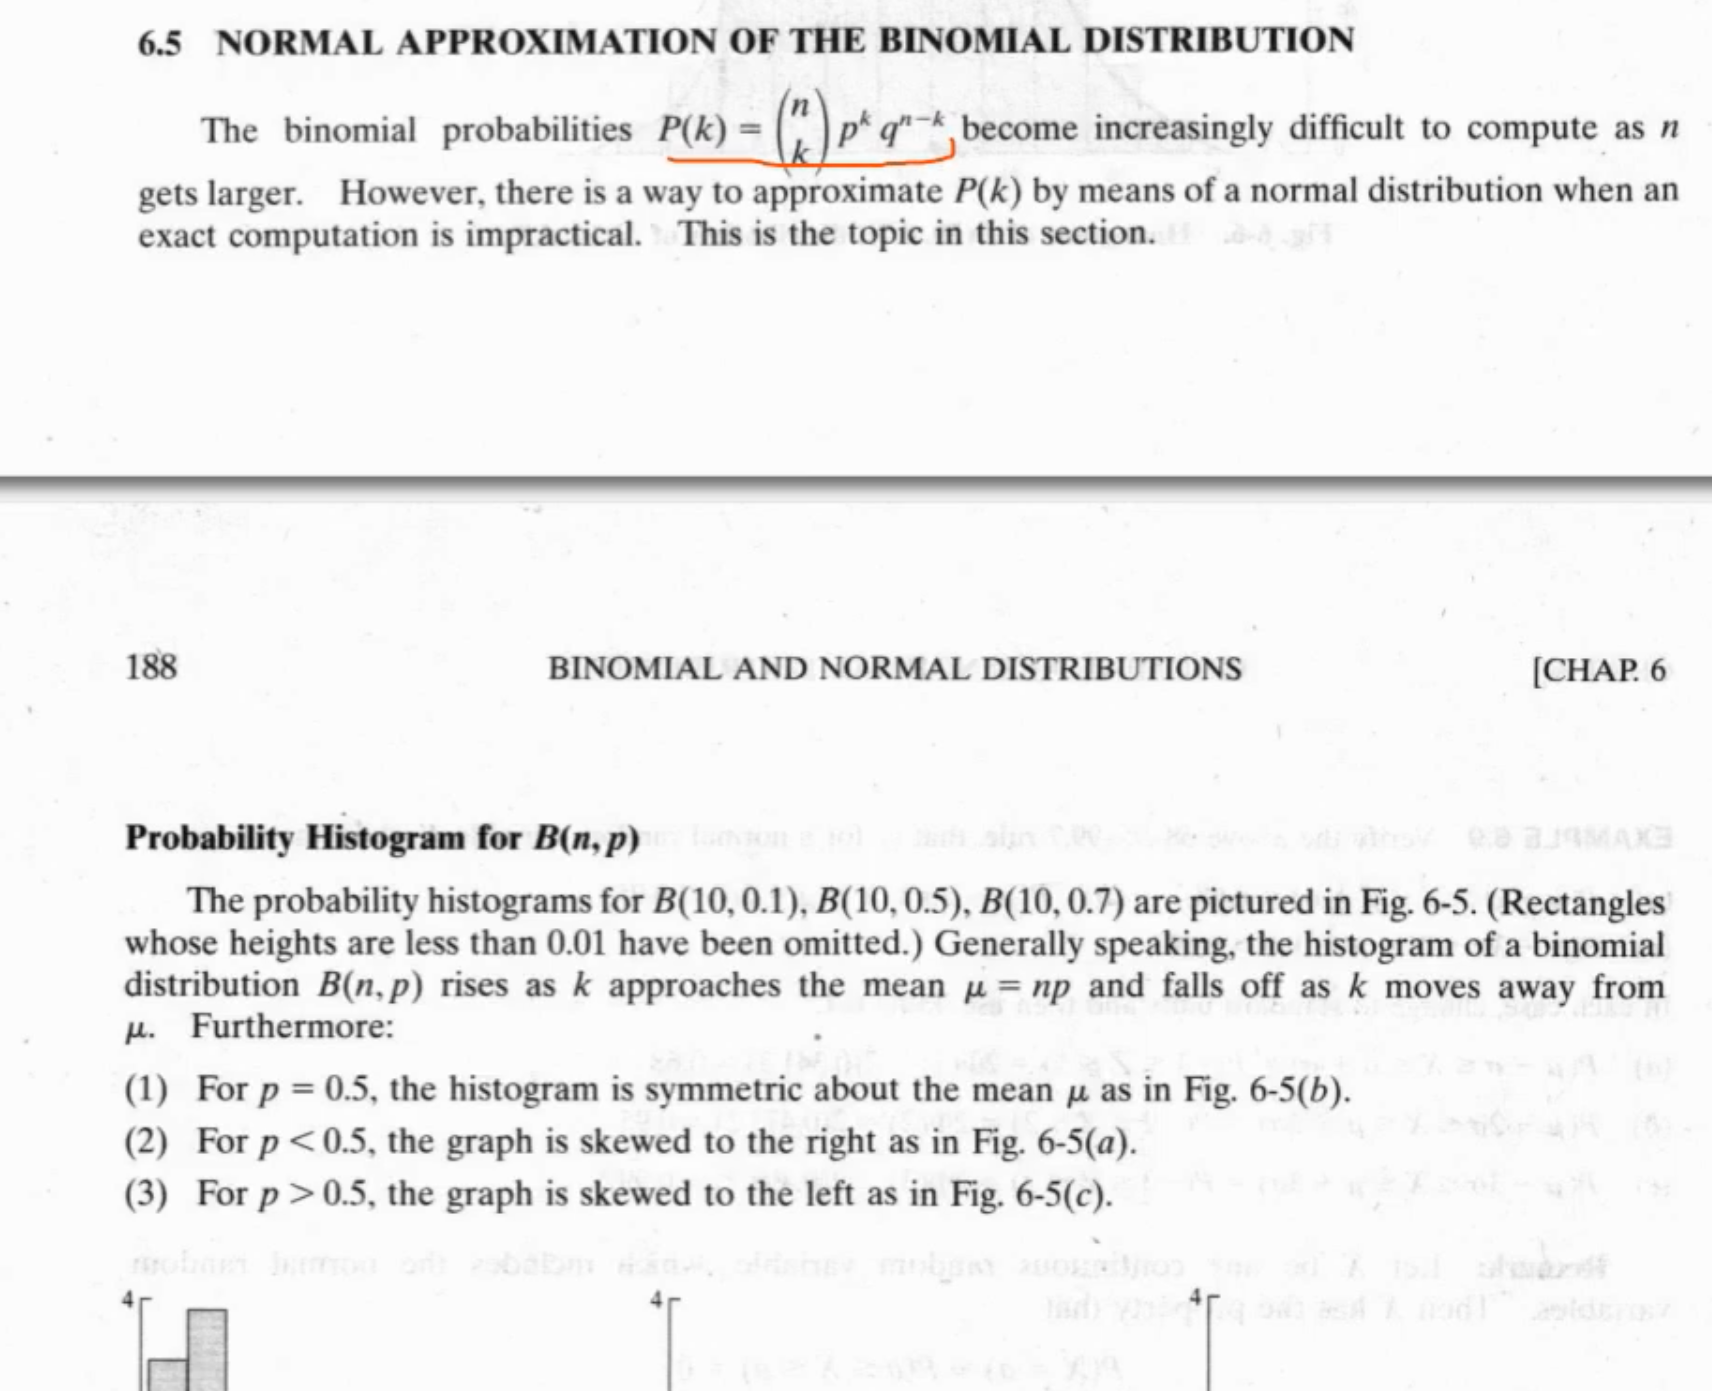 6.5 NORMAL APPROXIMATION OF THE BINOMIAL DISTRIBUTION
The binomial probabilities P(k) = (n k) p^k q^{n−k} become increasingly difficult to compute as n
gets larger. However, there is a way to approximate P(k) by means of a normal distribution when an
exact computation is impractical. This is the topic in this section.
188 BINOMIAL AND NORMAL DISTRIBUTIONS [CHAP. 6
Probability Histogram for B(n, p)
The probability histograms for B(10, 0.1), B(10, 0.5), B(10, 0.7) are pictured in Fig. 6-5. (Rectangles
whose heights are less than 0.01 have been omitted.) Generally speaking, the histogram of a binomial
distribution B(n, p) rises as k approaches the mean μ = np and falls off as k moves away from
μ. Furthermore:
(1) For p = 0.5, the histogram is symmetric about the mean μ as in Fig. 6-5(b).
(2) For p < 0.5, the graph is skewed to the right as in Fig. 6-5(a).
(3) For p > 0.5, the graph is skewed to the left as in Fig. 6-5(c).
4 4 4